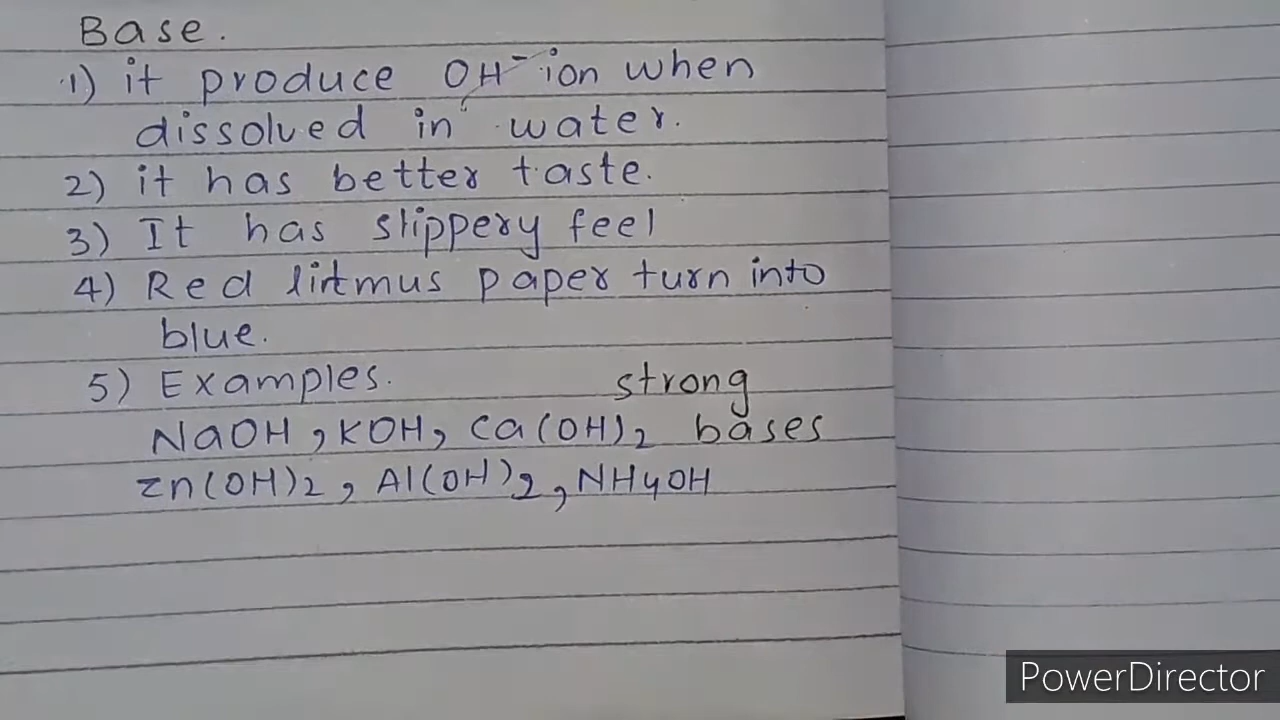 Base.
1) it produce OH⁻ ion when
dissolved in water.
2) it has better taste.
3) It has slippery feel
4) Red litmus paper turn into
blue.
5) Examples. strong
NaOH, KOH, Ca(OH)₂ bases
Zn(OH)₂, Al(OH)₂, NH₄OH
PowerDirector